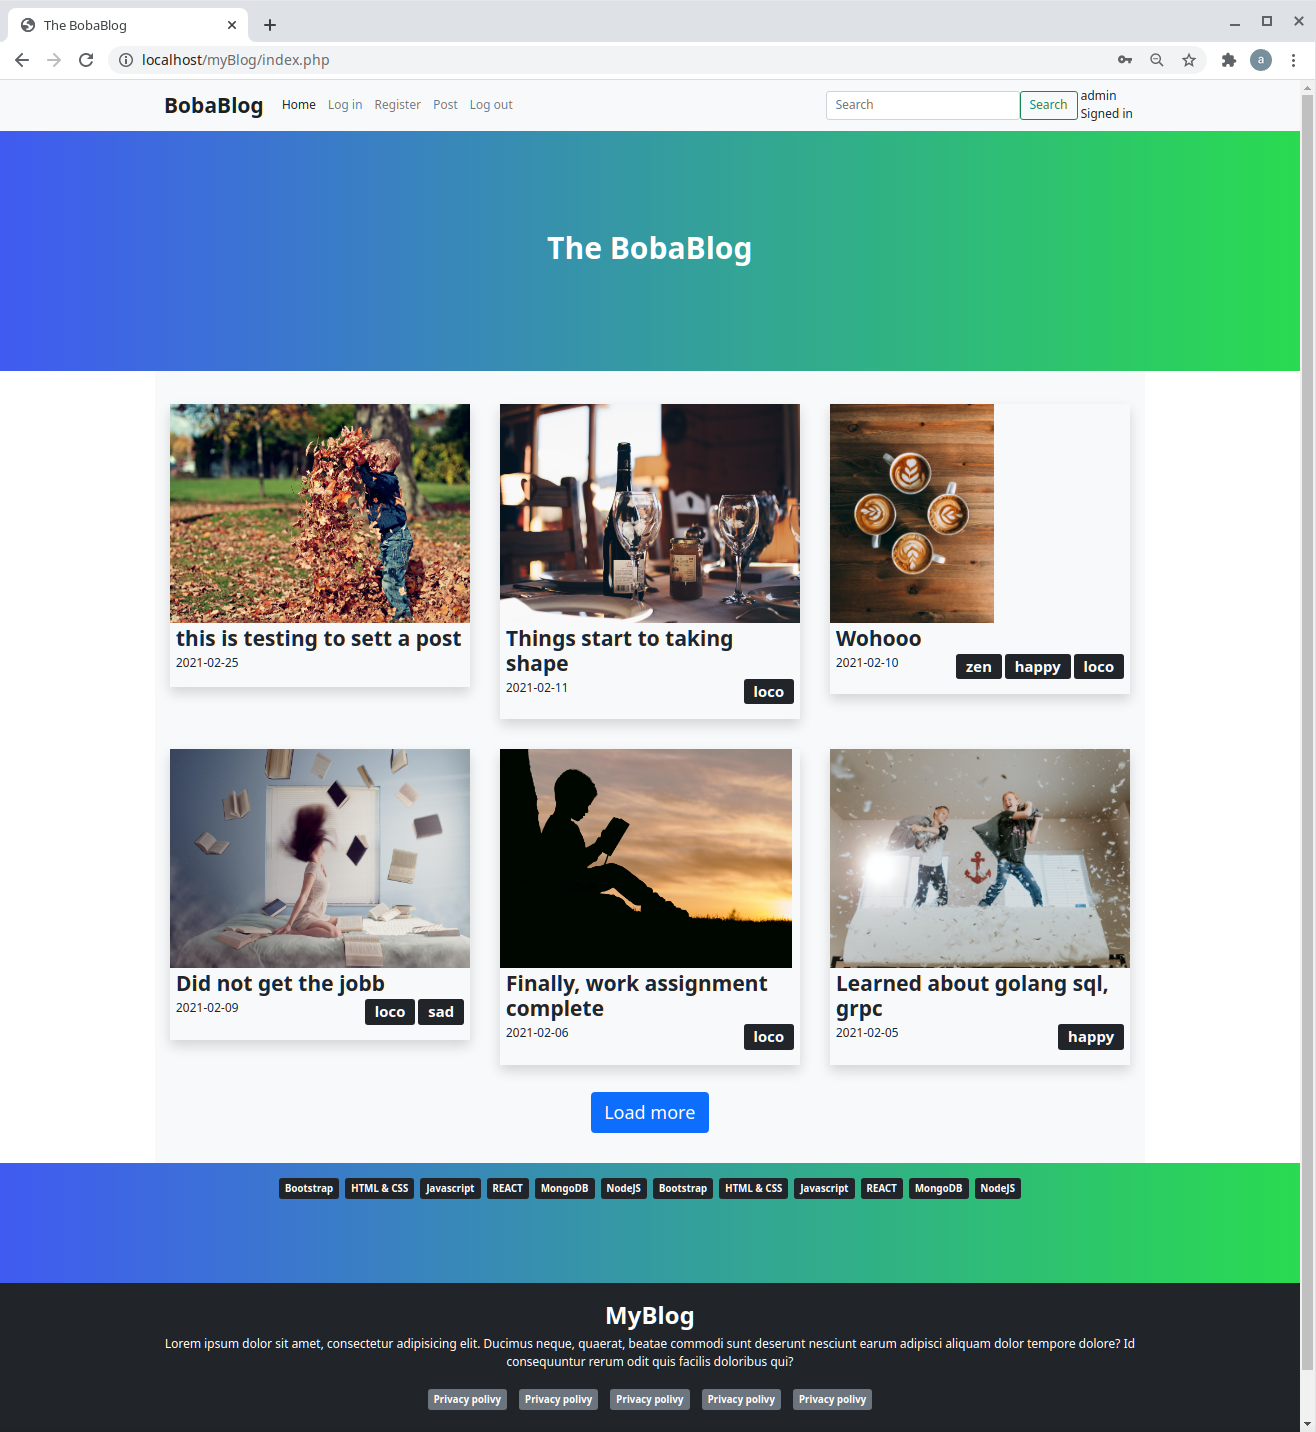 The BobaBlog
localhost/myBlog/index.php
a
BobaBlog Home Log in Register Post Log out Search Search admin
Signed in
The BobaBlog
this is testing to sett a post
2021-02-25
Things start to taking
shape
2021-02-11 loco
Wohooo
2021-02-10 zen happy loco
Did not get the jobb
2021-02-09 loco sad
Finally, work assignment
complete
2021-02-06 loco
Learned about golang sql,
grpc
2021-02-05 happy
Load more
Bootstrap HTML & CSS Javascript REACT MongoDB NodeJS Bootstrap HTML & CSS Javascript REACT MongoDB NodeJS
MyBlog
Lorem ipsum dolor sit amet, consectetur adipisicing elit. Ducimus neque, quaerat, beatae commodi sunt deserunt nesciunt earum adipisci aliquam dolor tempore dolore? Id
consequuntur rerum odit quis facilis doloribus qui?
Privacy polivy Privacy polivy Privacy polivy Privacy polivy Privacy polivy